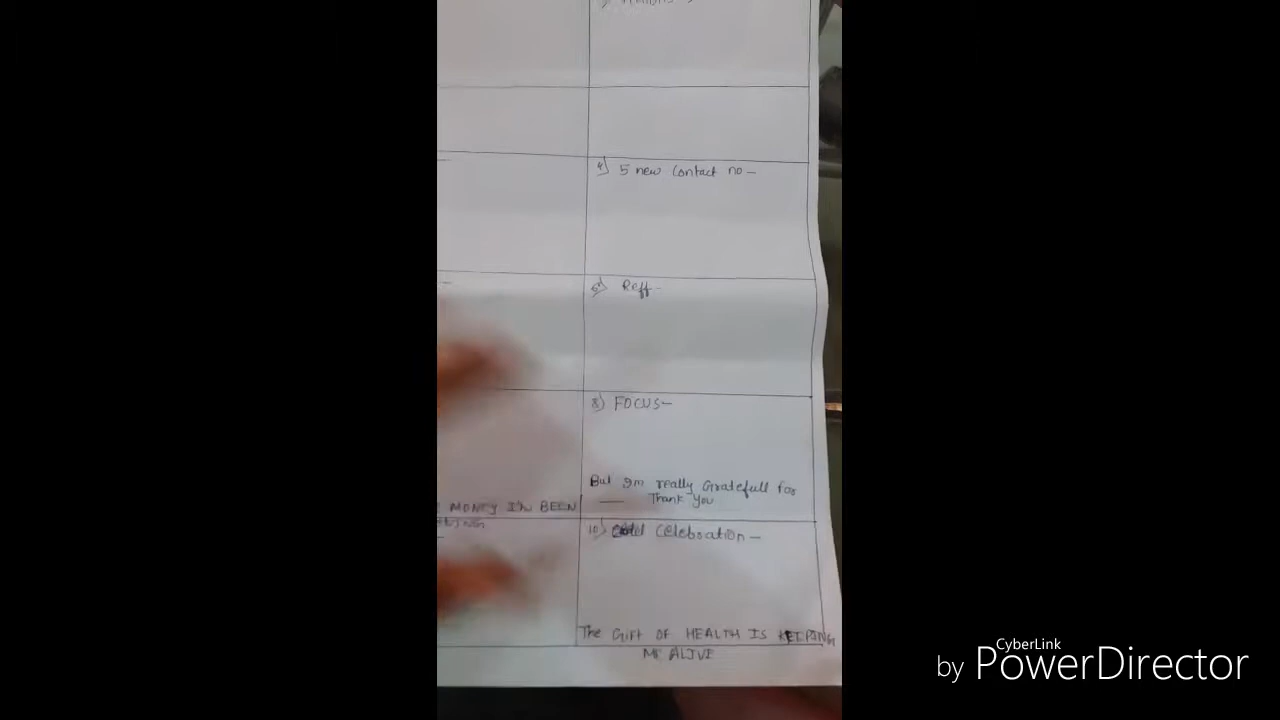 4) 5 new Contact no -
Reff -
8) FOCUS-
But I'm really Gratefull for
Thank You
MONEY I'N BEEN
10) Celebration -
The GIFT OF HEALTH IS KEEPING
ME ALIVE
CyberLink
by PowerDirector